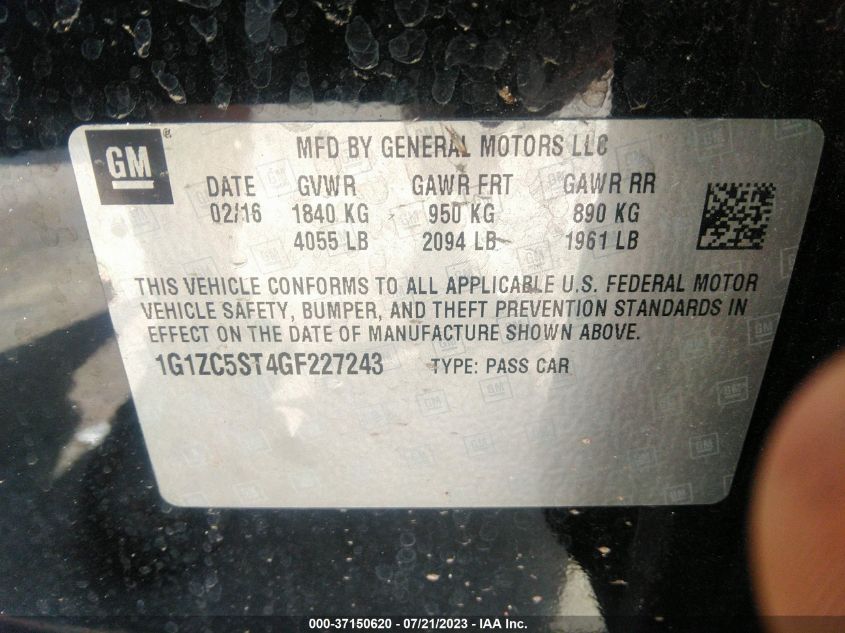 GM ®
MFD BY GENERAL MOTORS LLC
DATE GVWR GAWR FRT GAWR RR
02/16 1840 KG 950 KG 890 KG
4055 LB 2094 LB 1961 LB
THIS VEHICLE CONFORMS TO ALL APPLICABLE U.S. FEDERAL MOTOR
VEHICLE SAFETY, BUMPER, AND THEFT PREVENTION STANDARDS IN
EFFECT ON THE DATE OF MANUFACTURE SHOWN ABOVE.
1G1ZC5ST4GF227243 TYPE: PASS CAR
000-37150620 / 07/21/2023 - IAA Inc.